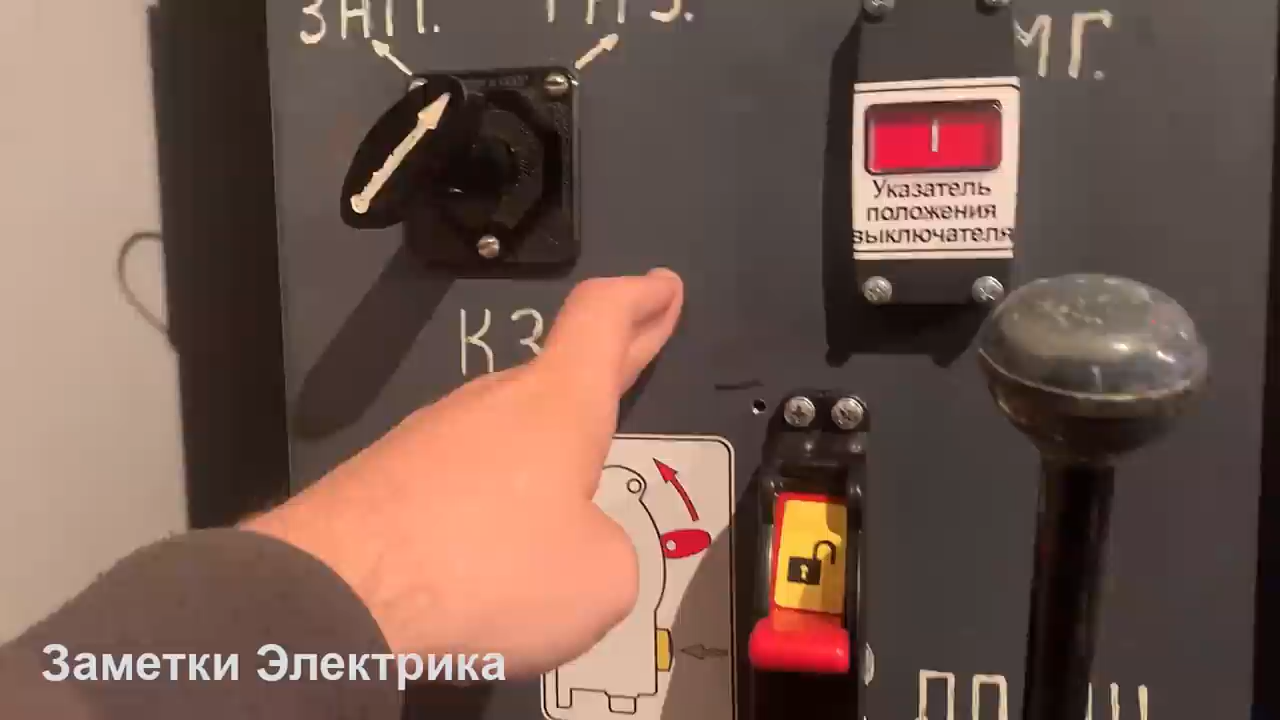 ЗАП.
МГ.
I
Указатель
положения
выключателя
КЗ
Заметки Электрика